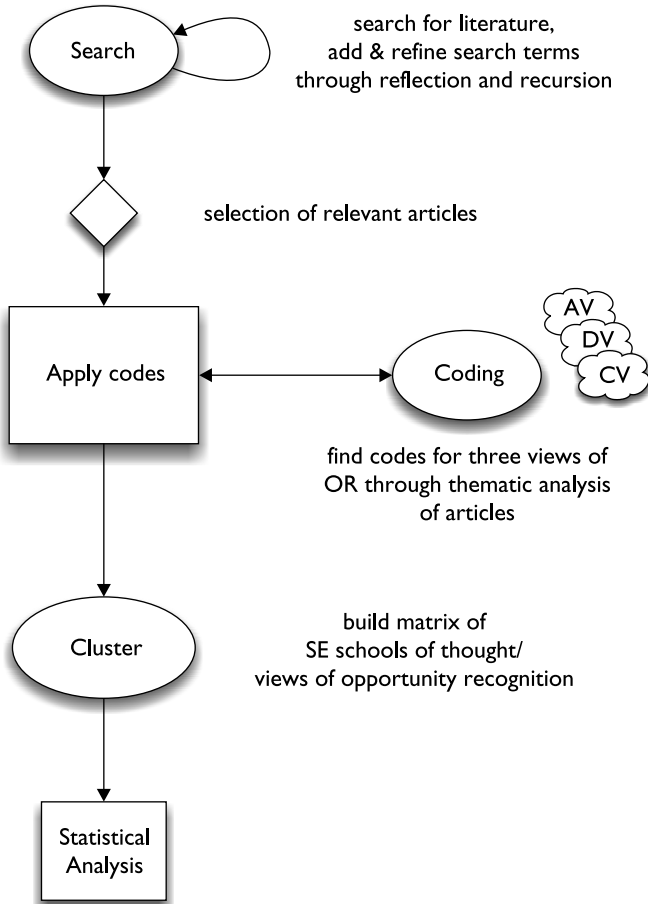 Search
search for literature,
add & refine search terms
through reflection and recursion
selection of relevant articles
Apply codes
Coding
AV
DV
CV
find codes for three views of
OR through thematic analysis
of articles
Cluster
build matrix of
SE schools of thought/
views of opportunity recognition
Statistical
Analysis